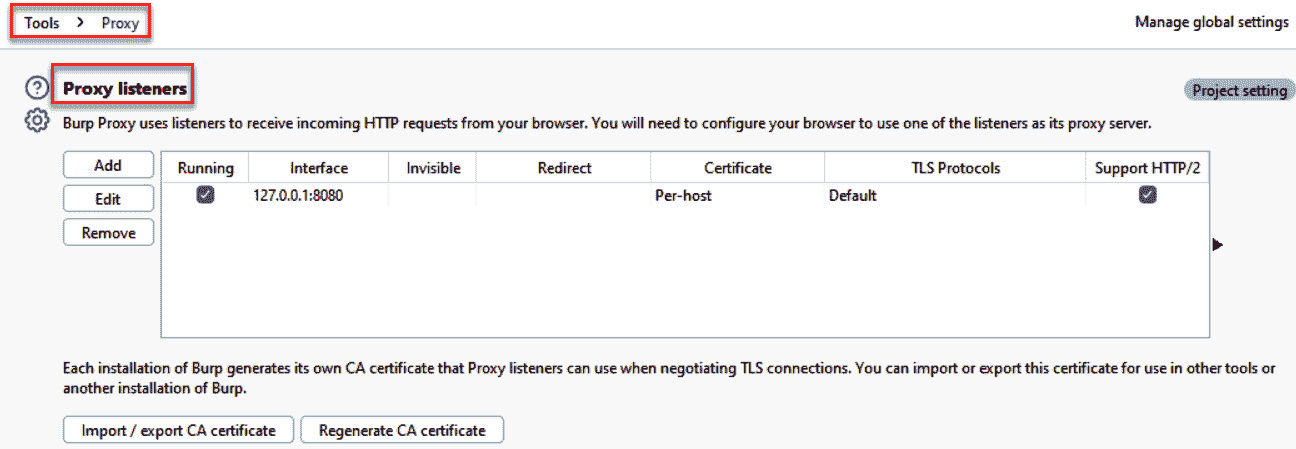 Tools > Proxy
Manage global settings
Proxy listeners
Project setting
Burp Proxy uses listeners to receive incoming HTTP requests from your browser. You will need to configure your browser to use one of the listeners as its proxy server.
Add
Edit
Remove
Running Interface Invisible Redirect Certificate TLS Protocols Support HTTP/2
127.0.0.1:8080 Per-host Default
Each installation of Burp generates its own CA certificate that Proxy listeners can use when negotiating TLS connections. You can import or export this certificate for use in other tools or
another installation of Burp.
Import / export CA certificate
Regenerate CA certificate